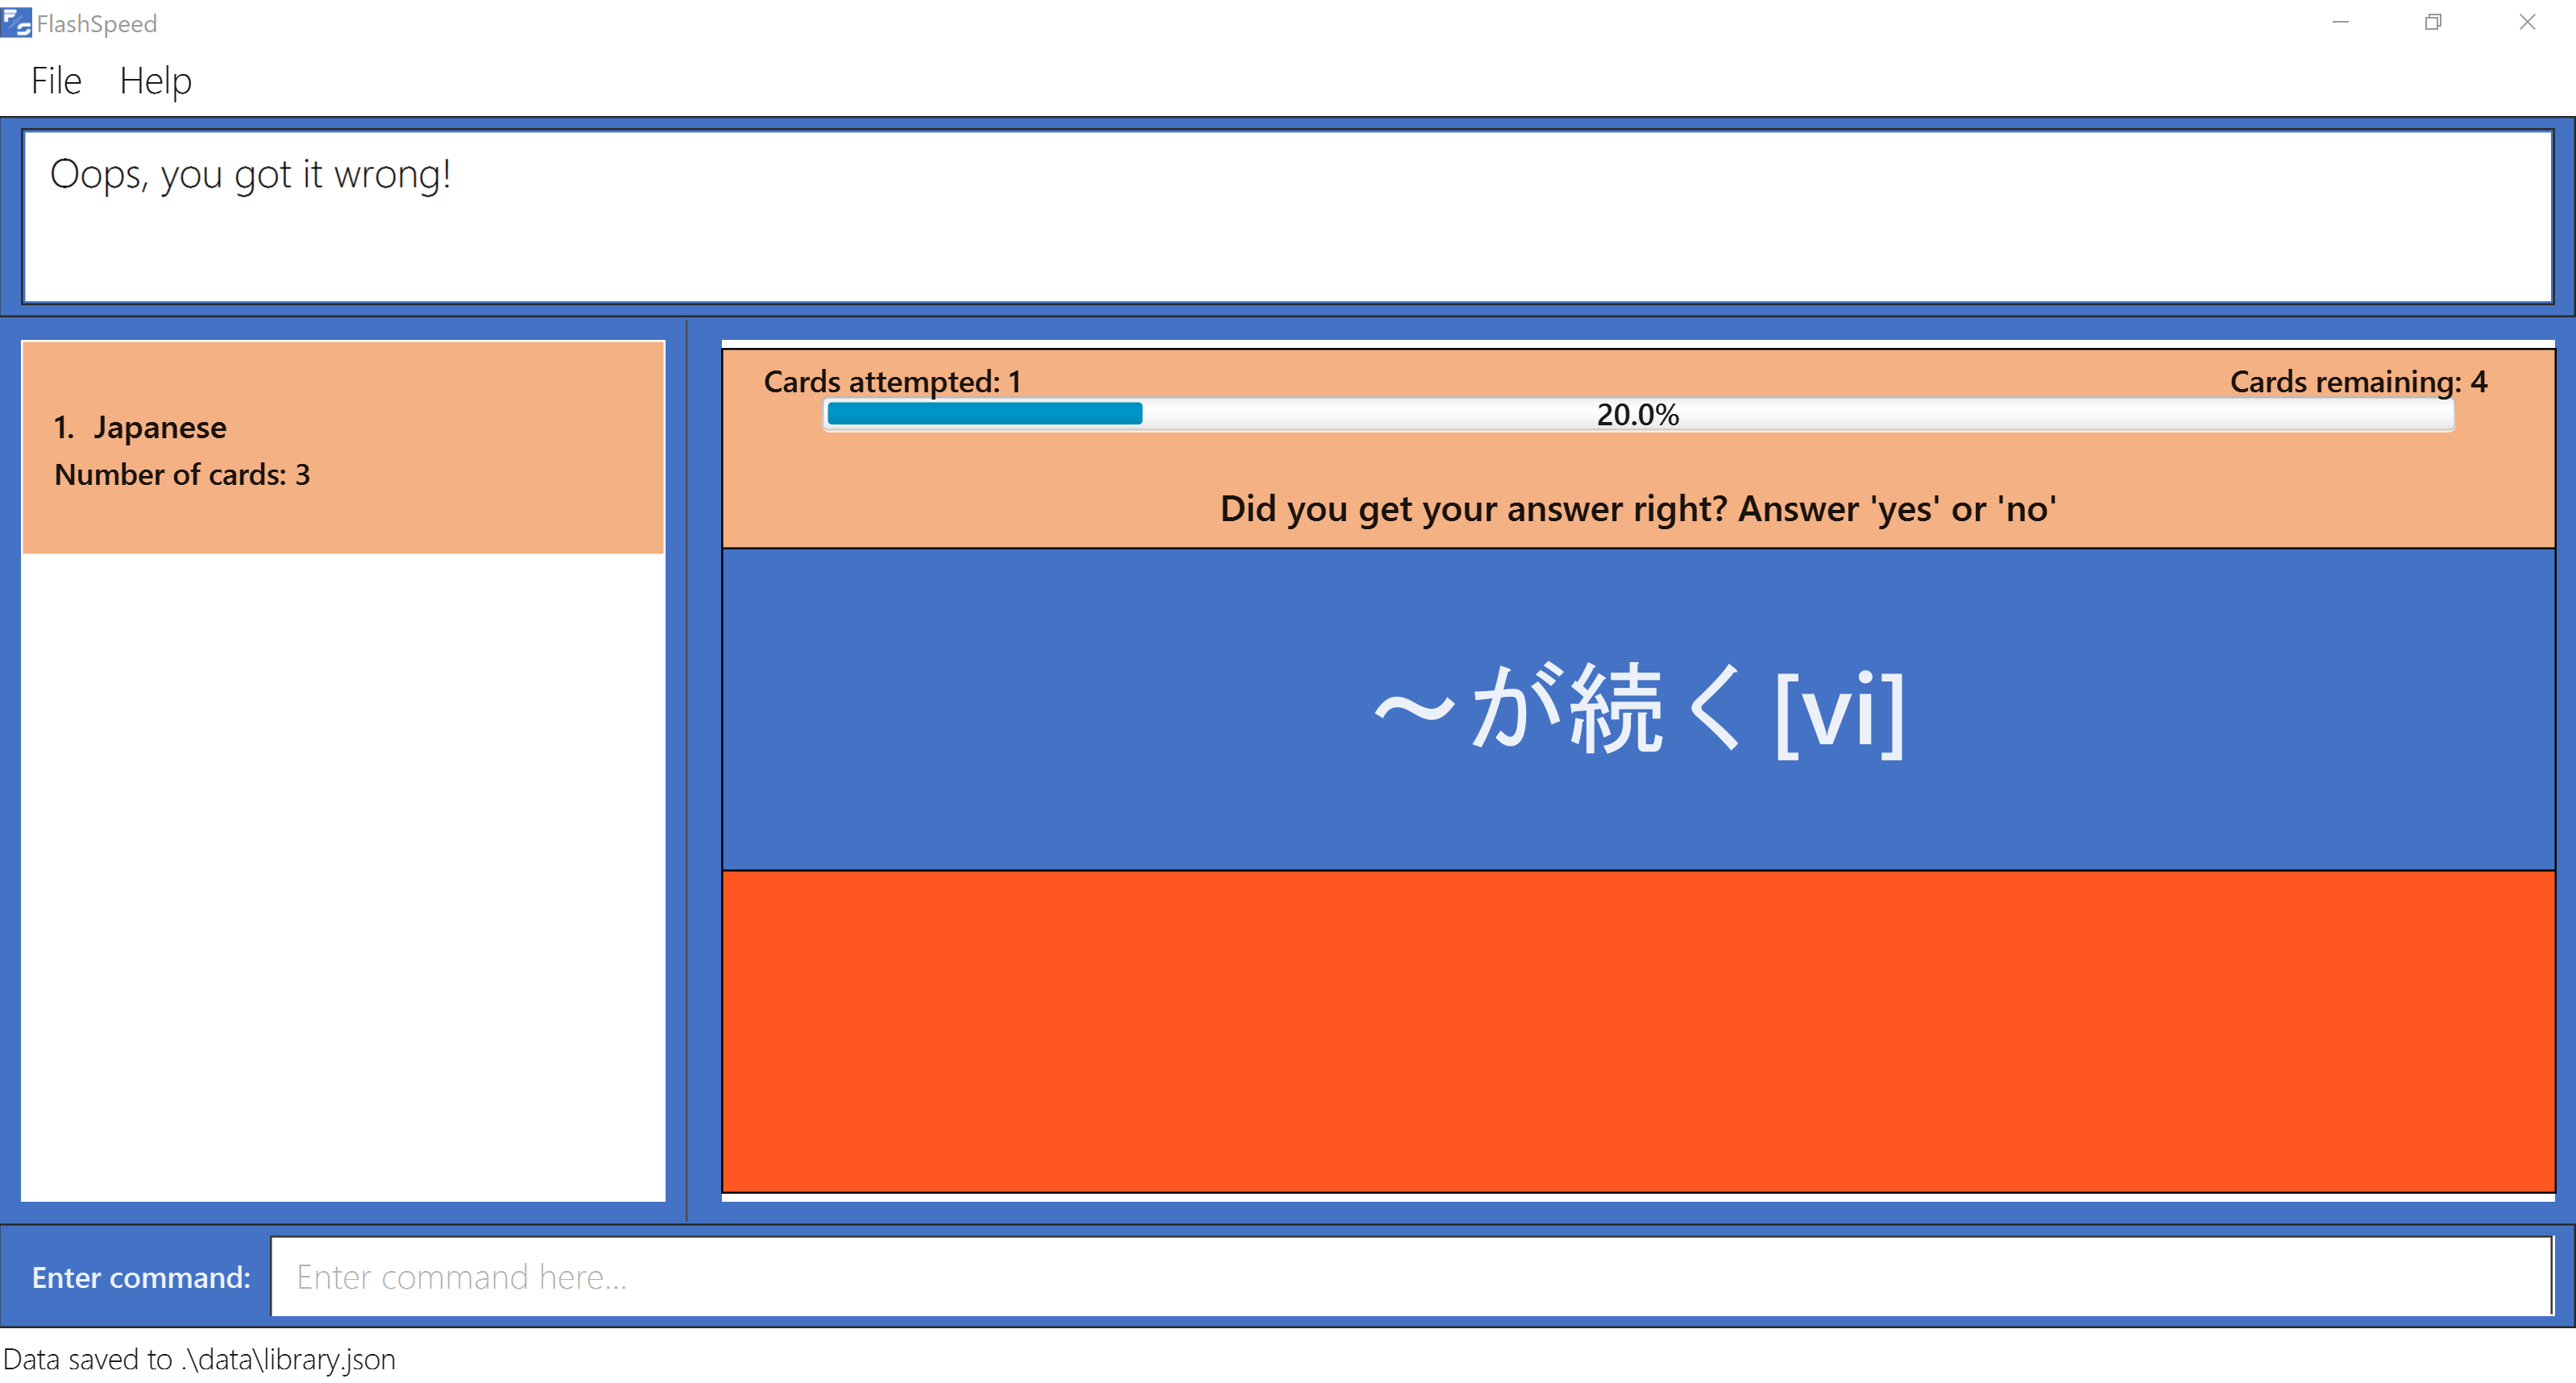 FlashSpeed
File Help
Oops, you got it wrong!
1. Japanese
Number of cards: 3
Cards attempted: 1
Cards remaining: 4
20.0%
Did you get your answer right? Answer 'yes' or 'no'
～が続く[vi]
Enter command:
Enter command here...
Data saved to .\data\library.json